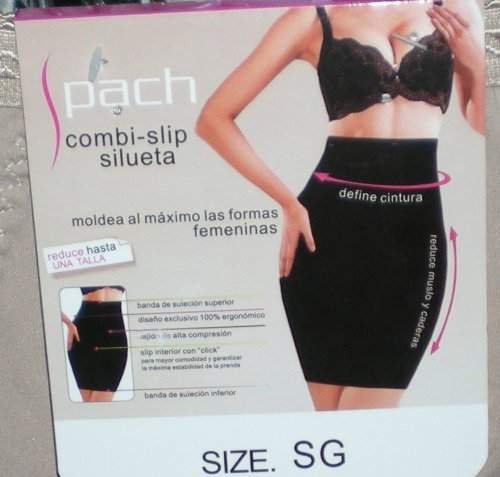 pach
combi-slip
silueta
moldea al máximo las formas
femeninas
reduce hasta
UNA TALLA
define cintura
reduce muslo y caderas
banda de sujeción superior
diseño exclusivo 100% ergonómico
tejido de alta compresión
slip interior con "click"
para mayor comodidad y garantizar
la máxima estabilidad de la prenda
banda de sujeción inferior
SIZE. SG